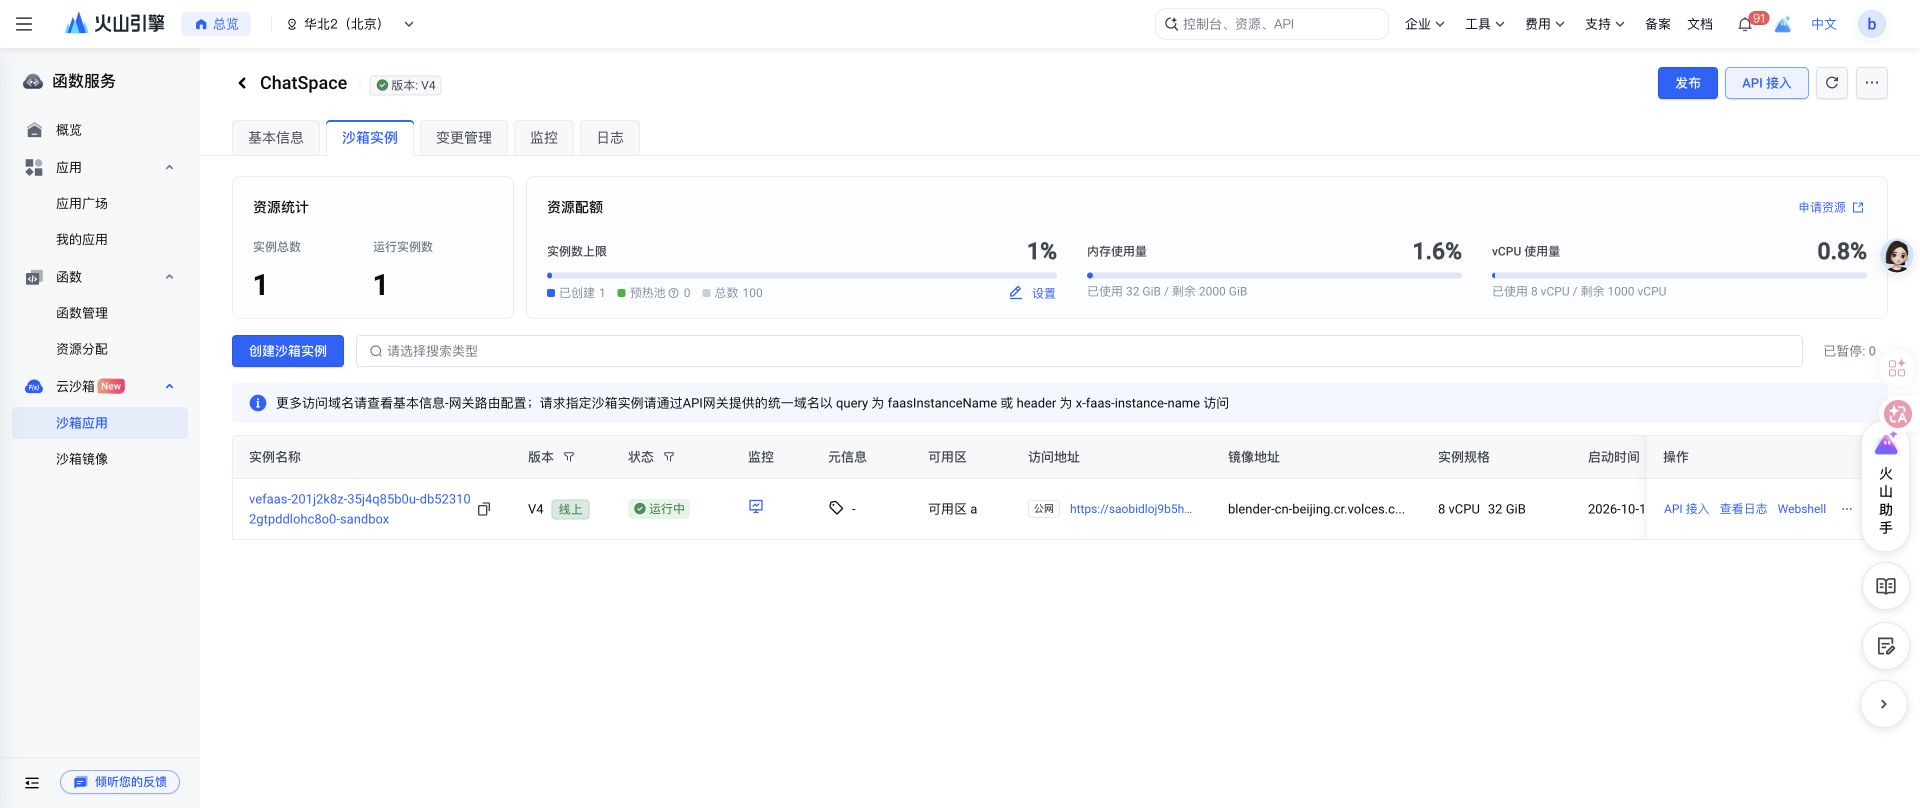 火山引擎
总览
华北2（北京）
控制台、资源、API
企业
工具
费用
支持
备案
文档
91
中文
b
函数服务
概览
应用
应用广场
我的应用
函数
函数管理
资源分配
云沙箱 New
沙箱应用
沙箱镜像
倾听您的反馈
ChatSpace
版本: V4
发布
API 接入
基本信息
沙箱实例
变更管理
监控
日志
资源统计
实例总数
运行实例数
1
1
资源配额
申请资源
实例数上限
1%
已创建 1
预热池 0
总数 100
设置
内存使用量
1.6%
已使用 32 GiB / 剩余 2000 GiB
vCPU 使用量
0.8%
已使用 8 vCPU / 剩余 1000 vCPU
创建沙箱实例
请选择搜索类型
已暂停: 0
更多访问域名请查看基本信息-网关路由配置；请求指定沙箱实例请通过API网关提供的统一域名以 query 为 faasInstanceName 或 header 为 x-faas-instance-name 访问
实例名称
版本
状态
监控
元信息
可用区
访问地址
镜像地址
实例规格
启动时间
操作
vefaas-201j2k8z-35j4q85b0u-db52310
2gtpddlohc8o0-sandbox
V4 线上
运行中
-
可用区 a
公网
https://saobidloj9b5h...
blender-cn-beijing.cr.volces.c...
8 vCPU 32 GiB
2026-10-1
API 接入
查看日志
Webshell
火
山
助
手